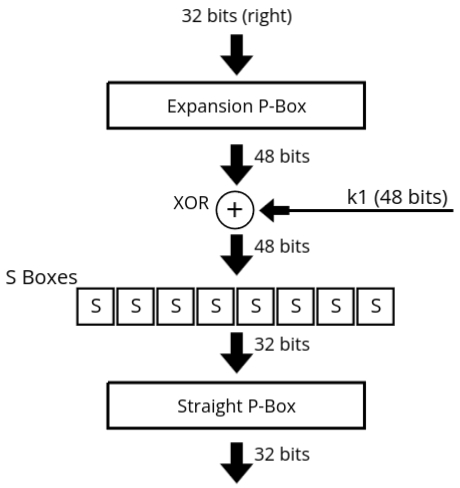 32 bits (right)
Expansion P-Box
48 bits
XOR + k1 (48 bits)
48 bits
S Boxes
S S S S S S S S
32 bits
Straight P-Box
32 bits